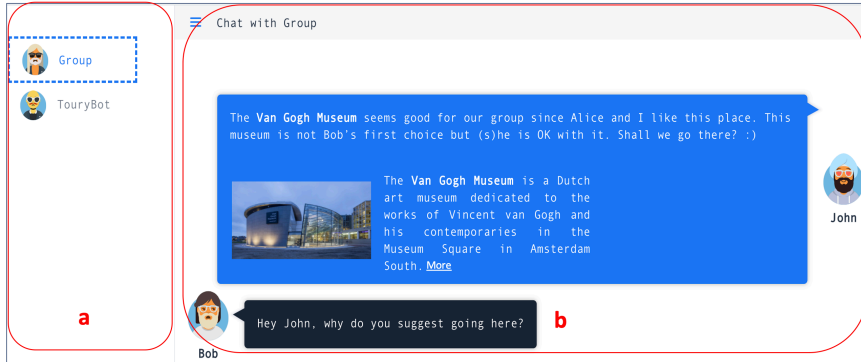 Chat with Group
Group
TouryBot
The Van Gogh Museum seems good for our group since Alice and I like this place. This
museum is not Bob's first choice but (s)he is OK with it. Shall we go there? :)
The Van Gogh Museum is a Dutch
art museum dedicated to the
works of Vincent van Gogh and
his contemporaries in the
Museum Square in Amsterdam
South. More
John
Hey John, why do you suggest going here?
Bob
a
b